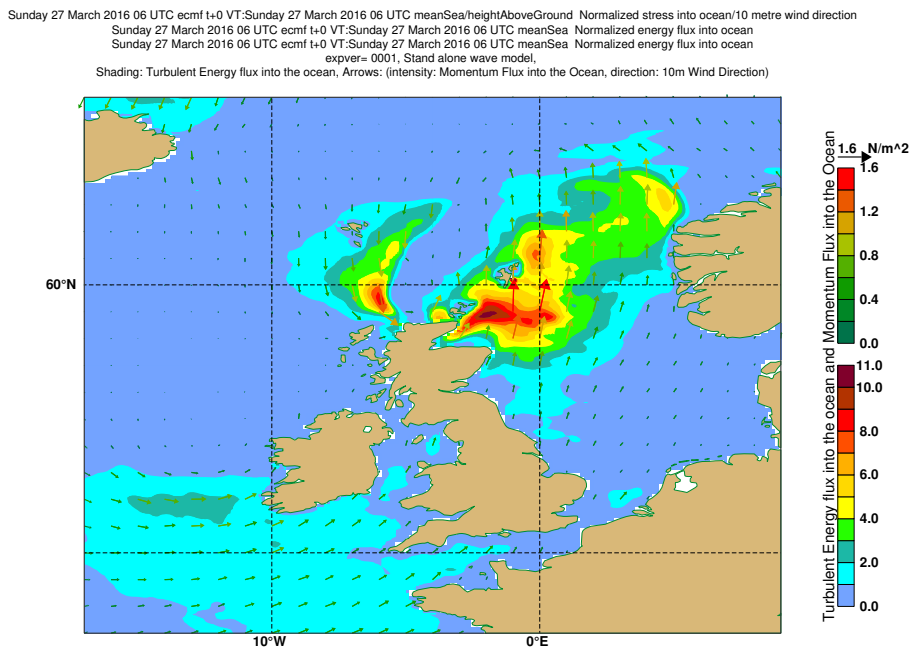 Sunday 27 March 2016 06 UTC ecmf t+0 VT:Sunday 27 March 2016 06 UTC meanSea/heightAboveGround Normalized stress into ocean/10 metre wind direction
Sunday 27 March 2016 06 UTC ecmf t+0 VT:Sunday 27 March 2016 06 UTC meanSea Normalized energy flux into ocean
Sunday 27 March 2016 06 UTC ecmf t+0 VT:Sunday 27 March 2016 06 UTC meanSea Normalized energy flux into ocean
expver= 0001, Stand alone wave model,
Shading: Turbulent Energy flux into the ocean, Arrows: (intensity: Momentum Flux into the Ocean, direction: 10m Wind Direction)
60°N
10°W
0°E
Turbulent Energy flux into the ocean and Momentum Flux into the Ocean
1.6 N/m^2
1.6
1.2
0.8
0.4
0.0
11.0
10.0
8.0
6.0
4.0
2.0
0.0